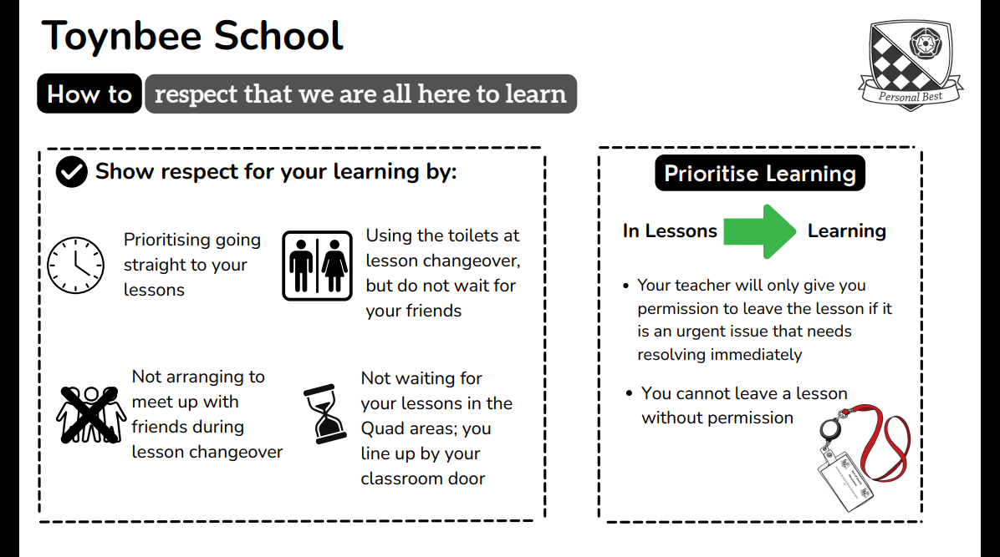 Toynbee School
How to respect that we are all here to learn
Personal Best
Show respect for your learning by:
Prioritising going
straight to your
lessons
Using the toilets at
lesson changeover,
but do not wait for
your friends
Not arranging to
meet up with
friends during
lesson changeover
Not waiting for
your lessons in the
Quad areas; you
line up by your
classroom door
Prioritise Learning
In Lessons
Learning
• Your teacher will only give you
permission to leave the lesson if it
is an urgent issue that needs
resolving immediately
• You cannot leave a lesson
without permission